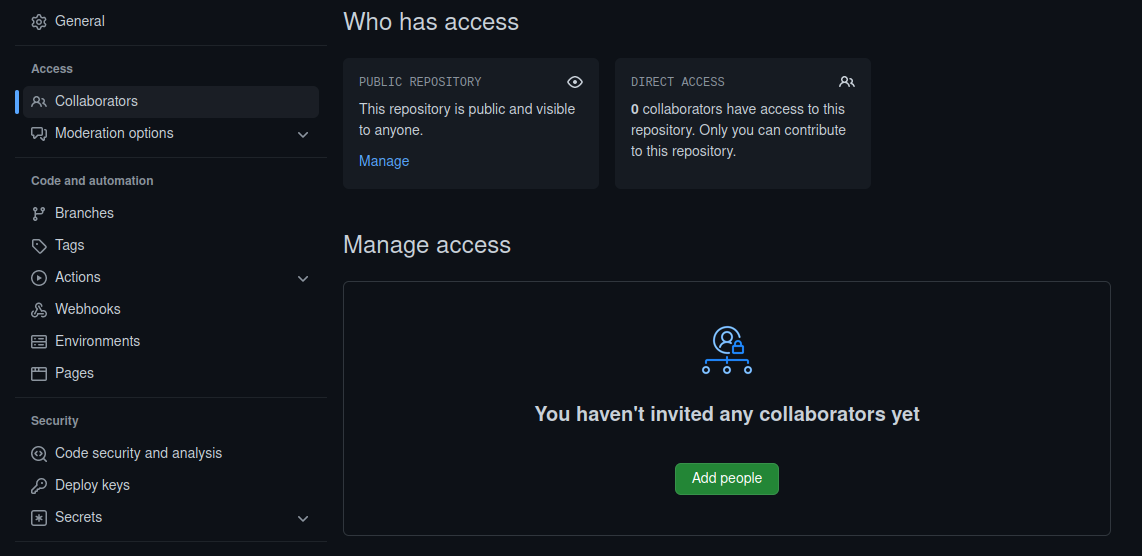 General
Access
Collaborators
Moderation options
Code and automation
Branches
Tags
Actions
Webhooks
Environments
Pages
Security
Code security and analysis
Deploy keys
Secrets
Who has access
PUBLIC REPOSITORY
This repository is public and visible
to anyone.
Manage
DIRECT ACCESS
0 collaborators have access to this
repository. Only you can contribute
to this repository.
Manage access
You haven't invited any collaborators yet
Add people